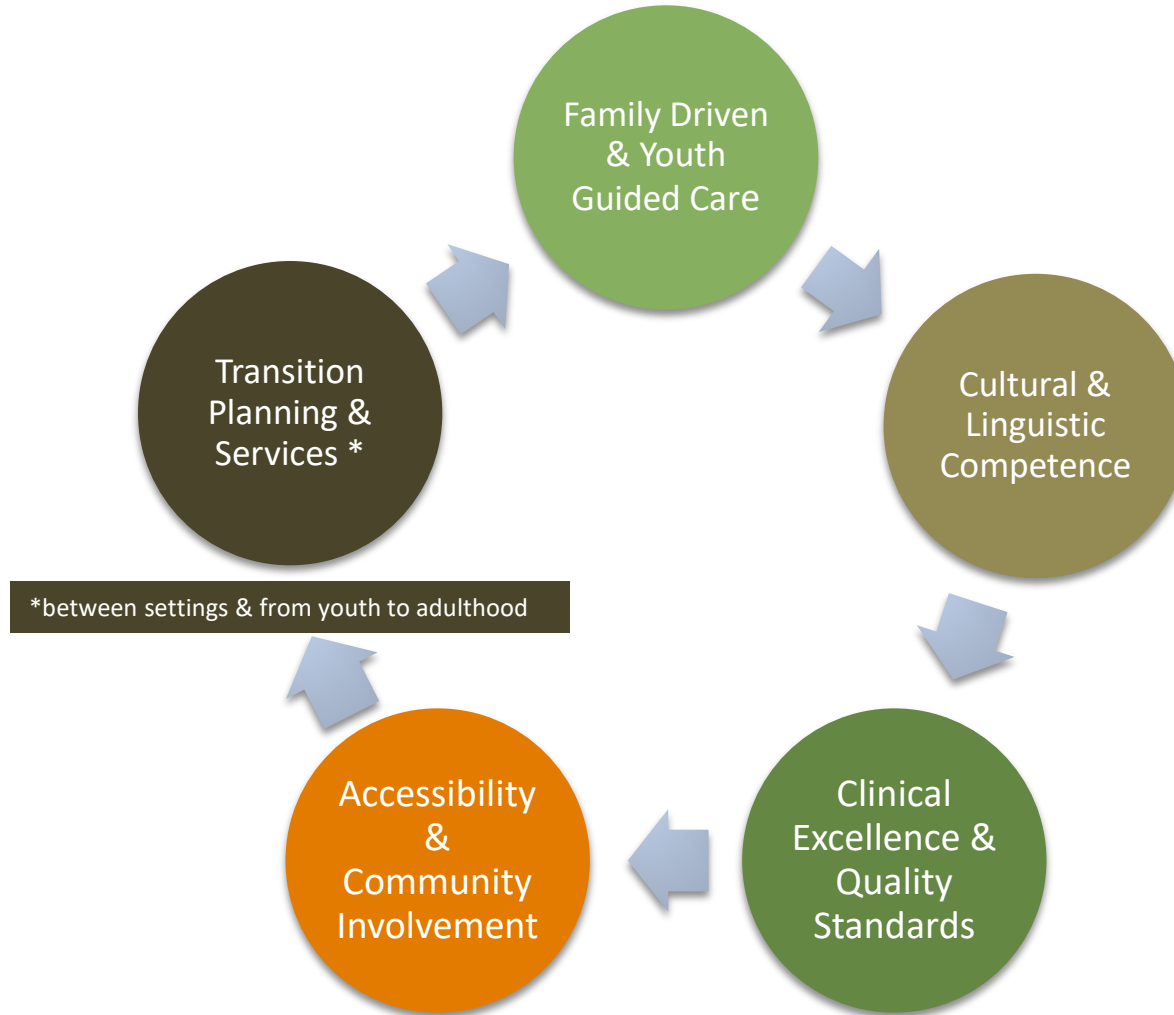 Family Driven
& Youth
Guided Care
Cultural &
Linguistic
Competence
Clinical
Excellence &
Quality
Standards
Accessibility
&
Community
Involvement
Transition
Planning &
Services *
*between settings & from youth to adulthood